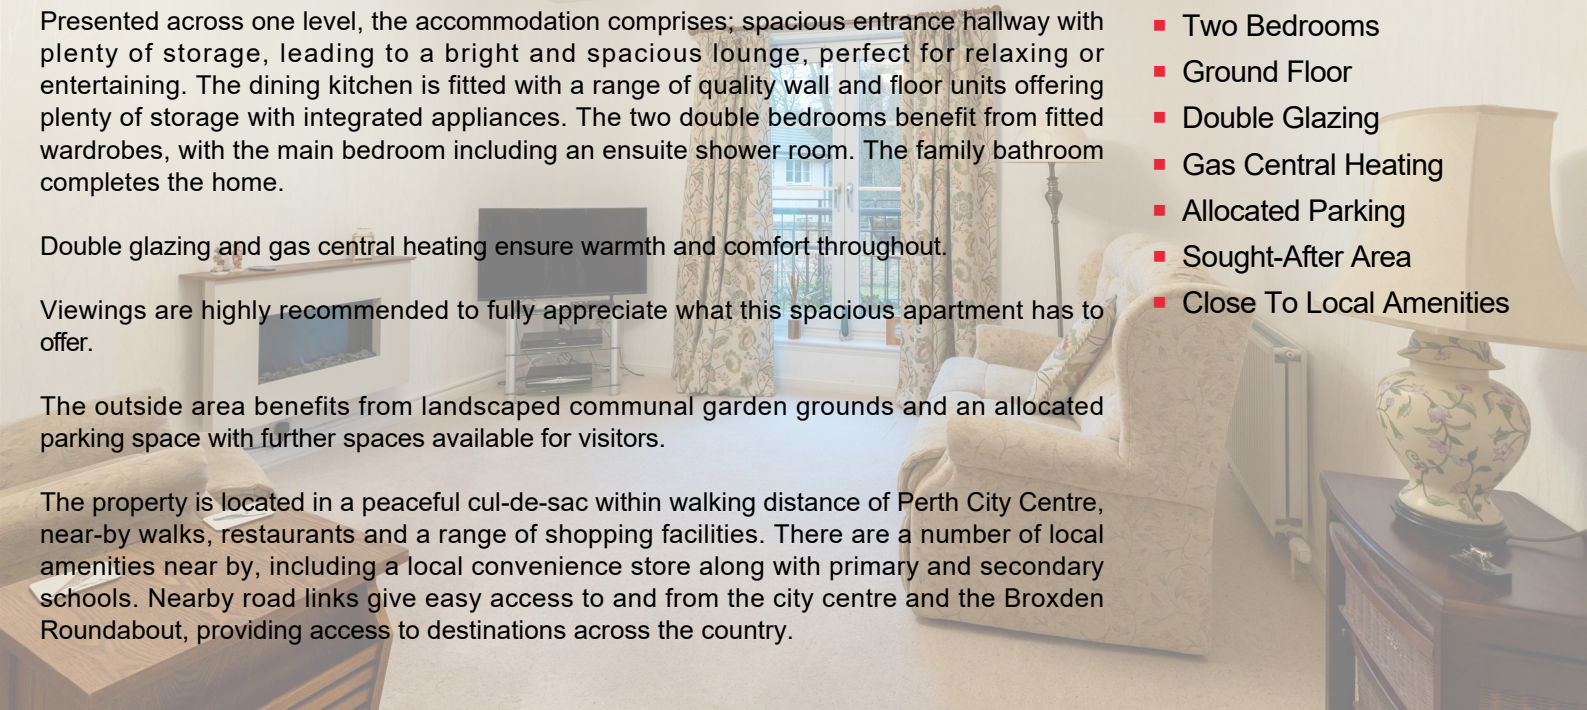 Presented across one level, the accommodation comprises; spacious entrance hallway with
plenty of storage, leading to a bright and spacious lounge, perfect for relaxing or
entertaining. The dining kitchen is fitted with a range of quality wall and floor units offering
plenty of storage with integrated appliances. The two double bedrooms benefit from fitted
wardrobes, with the main bedroom including an ensuite shower room. The family bathroom
completes the home.
Double glazing and gas central heating ensure warmth and comfort throughout.
Viewings are highly recommended to fully appreciate what this spacious apartment has to
offer.
The outside area benefits from landscaped communal garden grounds and an allocated
parking space with further spaces available for visitors.
The property is located in a peaceful cul-de-sac within walking distance of Perth City Centre,
near-by walks, restaurants and a range of shopping facilities. There are a number of local
amenities near by, including a local convenience store along with primary and secondary
schools. Nearby road links give easy access to and from the city centre and the Broxden
Roundabout, providing access to destinations across the country.
▪ Two Bedrooms
▪ Ground Floor
▪ Double Glazing
▪ Gas Central Heating
▪ Allocated Parking
▪ Sought-After Area
▪ Close To Local Amenities